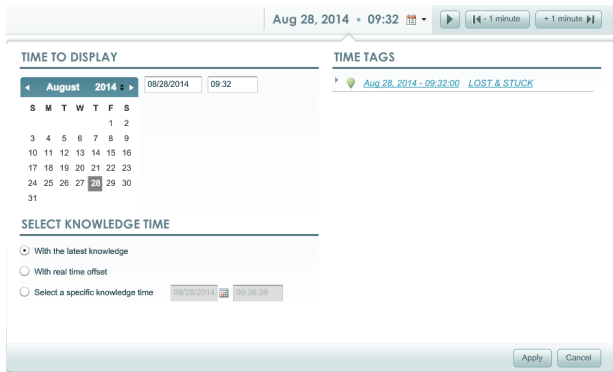 Aug 28, 2014 • 09:32 - 1 minute + 1 minute
TIME TO DISPLAY
August 2014 08/28/2014 09:32
S M T W T F S
1 2
3 4 5 6 7 8 9
10 11 12 13 14 15 16
17 18 19 20 21 22 23
24 25 26 27 28 29 30
31
SELECT KNOWLEDGE TIME
With the latest knowledge
With real time offset
Select a specific knowledge time 08/28/2014 09:36:39
TIME TAGS
Aug 28, 2014 - 09:32:00 LOST & STUCK
Apply Cancel